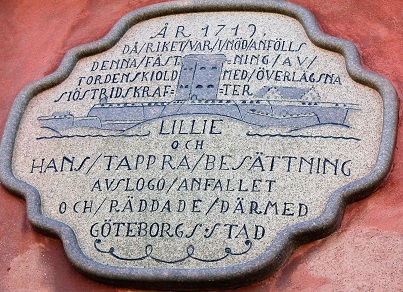 ÅR 1719.
DÅ/RIKET/VAR/I/NÖD/ANFÖLLS
DENNA/FÄST-NING/AV/
TORDENSKIOLD MED/ÖVERLÄGSNA
SJÖSTRIDSKRAF-TER
LILLIE
OCH
HANS/TAPPRA/BESÄTTNING
AVSLOGO/ANFALLET
OCH/RÄDDADE/DÄRMED
GÖTEBORGS·STAD